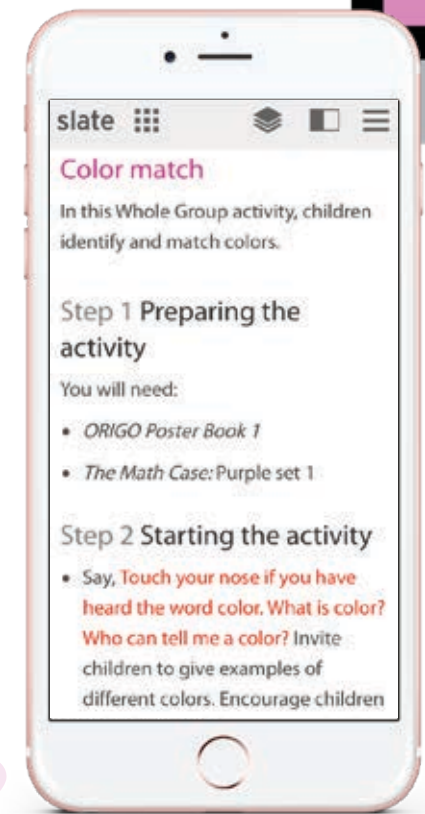 slate
Color match
In this Whole Group activity, children
identify and match colors.
Step 1 Preparing the
activity
You will need:
• ORIGO Poster Book 1
• The Math Case: Purple set 1
Step 2 Starting the activity
• Say, Touch your nose if you have
heard the word color. What is color?
Who can tell me a color? Invite
children to give examples of
different colors. Encourage children